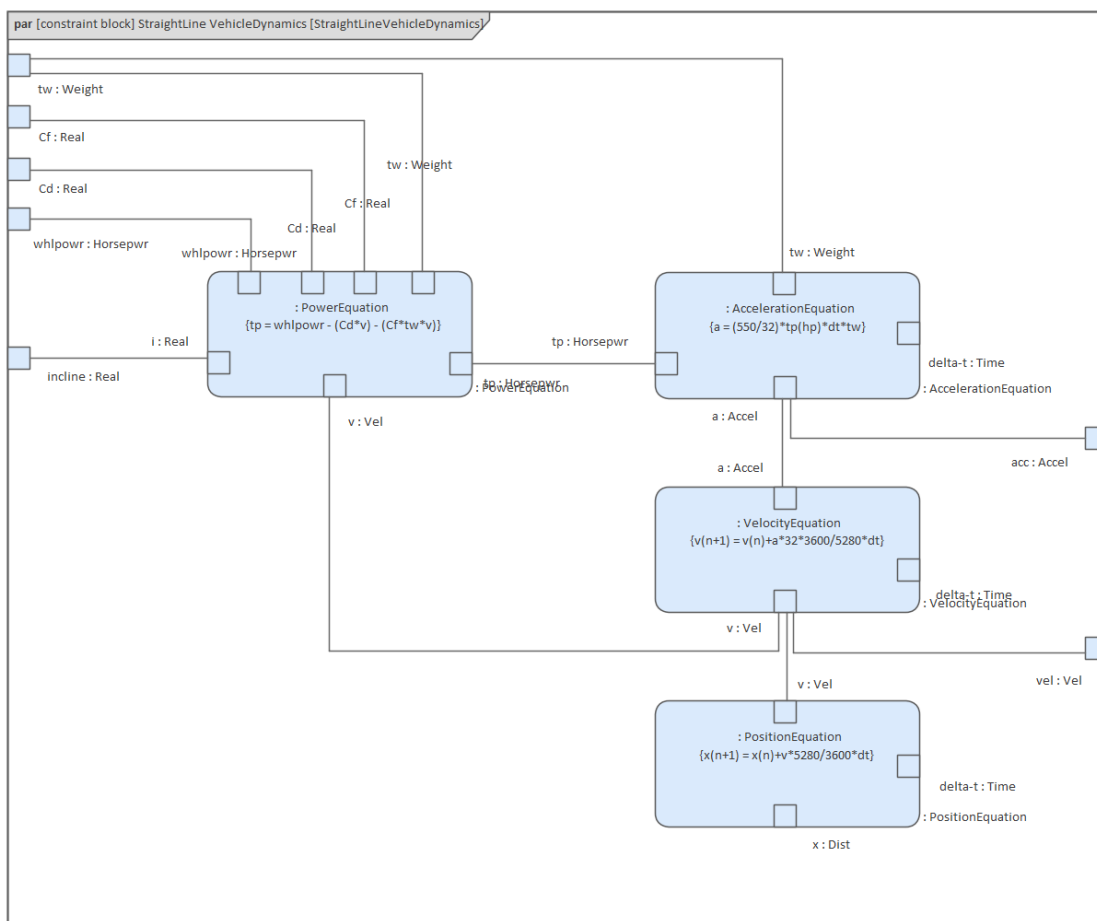 par [constraint block] StraightLine VehicleDynamics [StraightLineVehicleDynamics]
tw : Weight
Cf : Real
Cd : Real
whlpowr : Horsepwr
incline : Real
tw : Weight
Cf : Real
Cd : Real
whlpowr : Horsepwr
i : Real
: PowerEquation
{tp = whlpowr - (Cd*v) - (Cf*tw*v)}
tp : Horsepwr
: PowerEquation
v : Vel
tw : Weight
tp : Horsepwr
: AccelerationEquation
{a = (550/32)*tp(hp)*dt*tw}
delta-t : Time
: AccelerationEquation
a : Accel
acc : Accel
a : Accel
: VelocityEquation
{v(n+1) = v(n)+a*32*3600/5280*dt}
delta-t : Time
: VelocityEquation
v : Vel
vel : Vel
v : Vel
: PositionEquation
{x(n+1) = x(n)+v*5280/3600*dt}
delta-t : Time
: PositionEquation
x : Dist